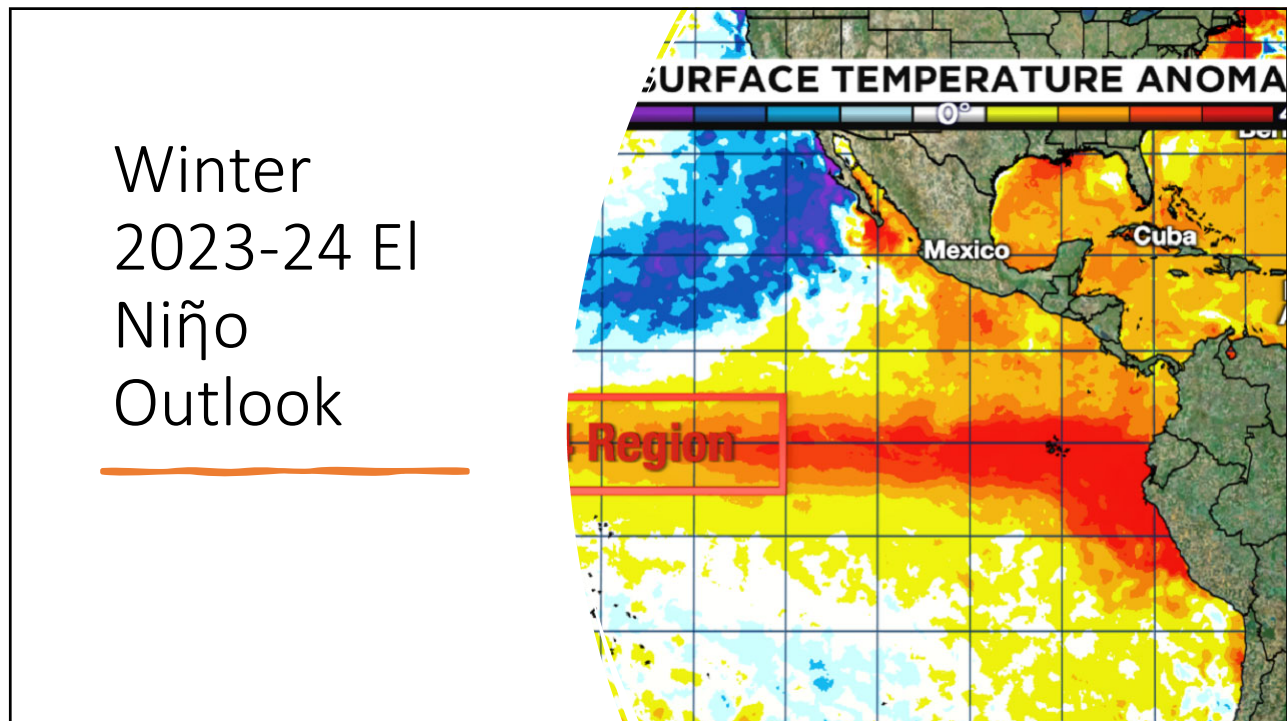 Winter
2023-24 El
Niño
Outlook
SURFACE TEMPERATURE ANOMA
0°
Mexico
Cuba
Region